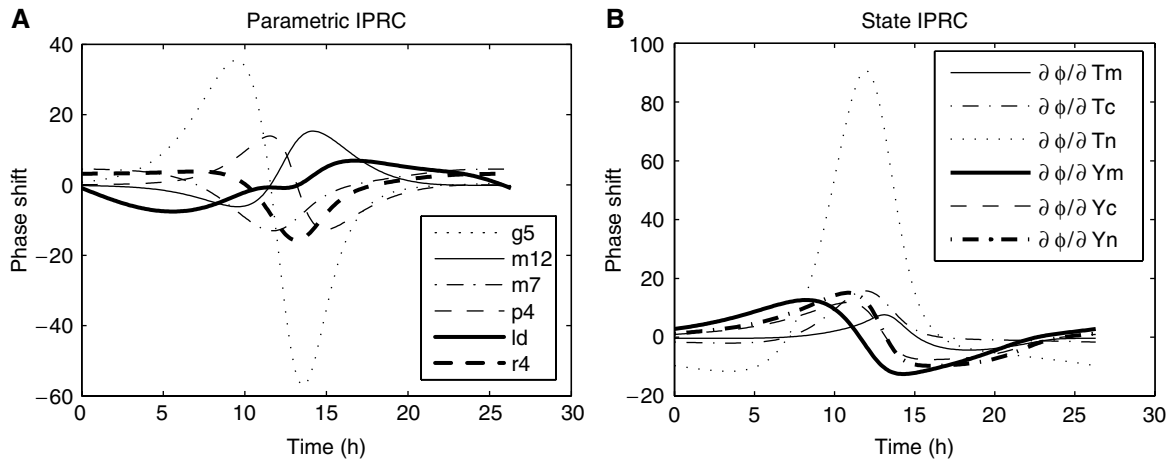 A
Parametric IPRC
Phase shift
40
20
0
−20
−40
−60
0 5 10 15 20 25 30
Time (h)
g5
m12
m7
p4
ld
r4
B
State IPRC
Phase shift
100
80
60
40
20
0
−20
0 5 10 15 20 25 30
Time (h)
∂ ϕ/∂ Tm
∂ ϕ/∂ Tc
∂ ϕ/∂ Tn
∂ ϕ/∂ Ym
∂ ϕ/∂ Yc
∂ ϕ/∂ Yn